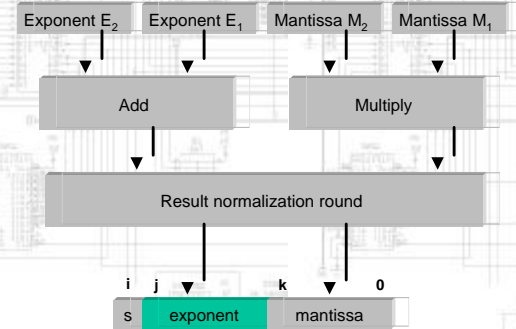 Exponent E2 Exponent E1 Mantissa M2 Mantissa M1
Add Multiply
Result normalization round
i j k 0
s exponent mantissa